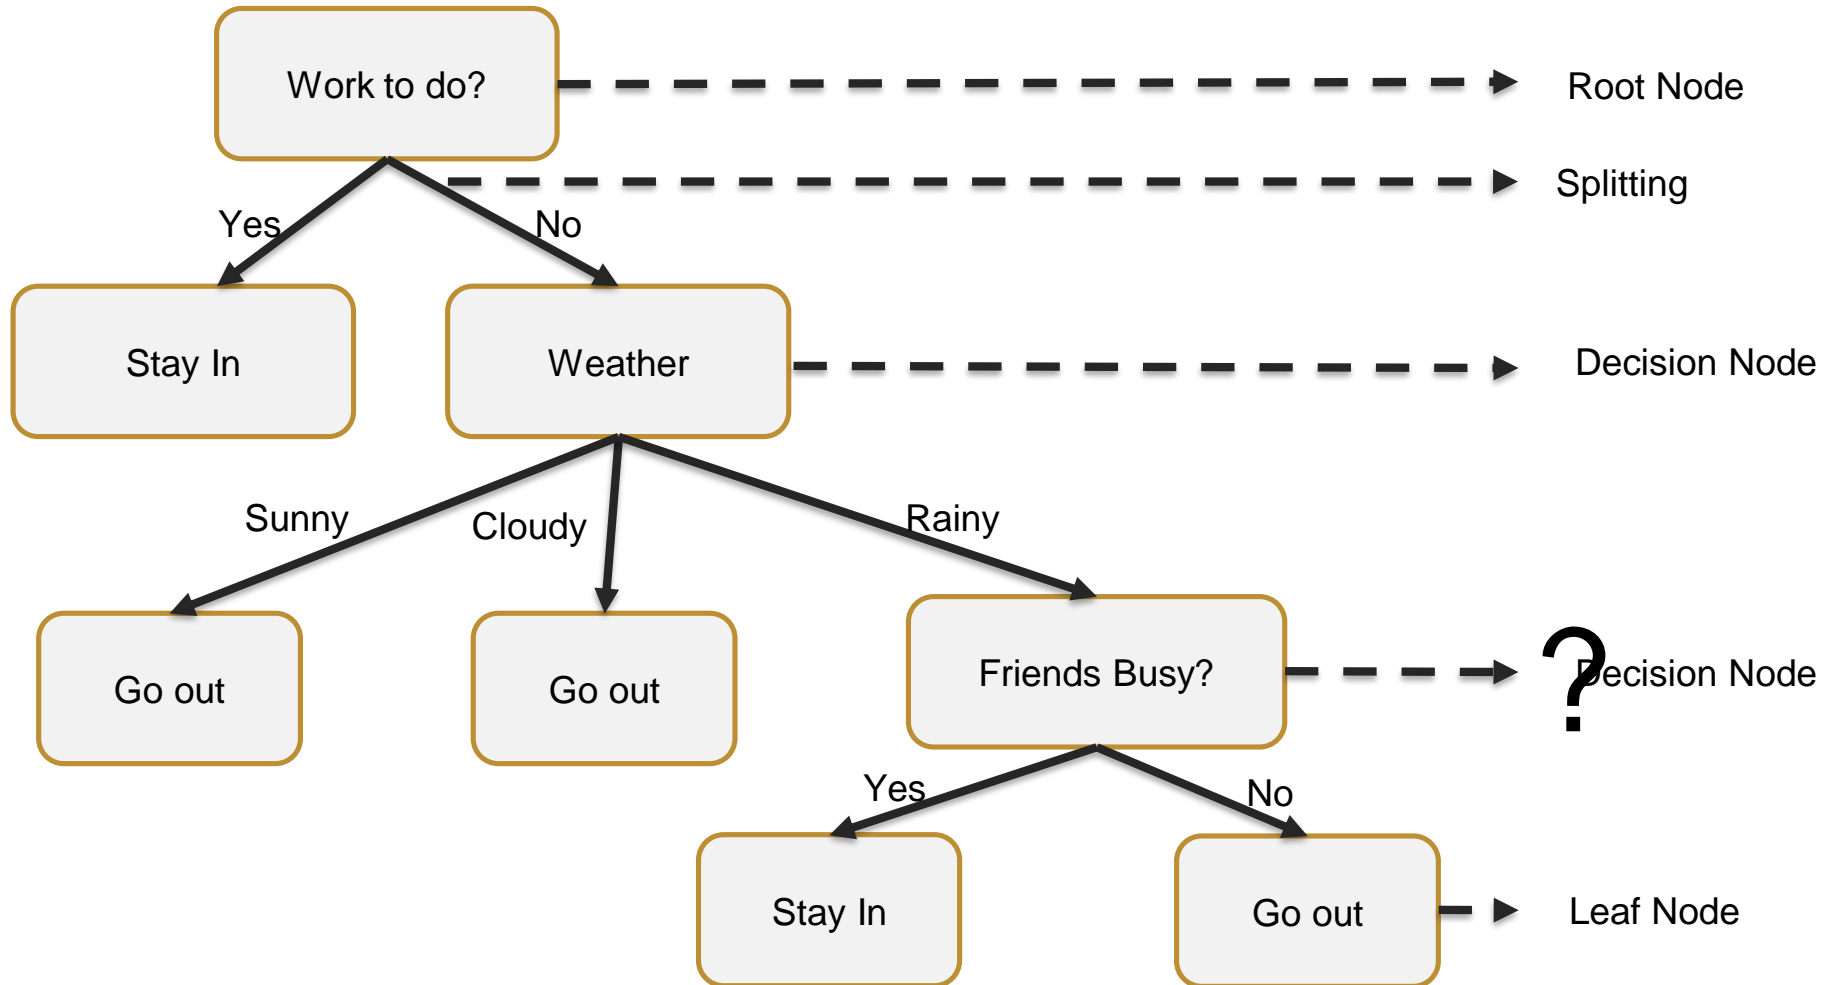 Work to do?
Root Node
Splitting
Yes
No
Stay In
Weather
Decision Node
Sunny
Cloudy
Rainy
Go out
Go out
Friends Busy?
?
Decision Node
Yes
No
Stay In
Go out
Leaf Node